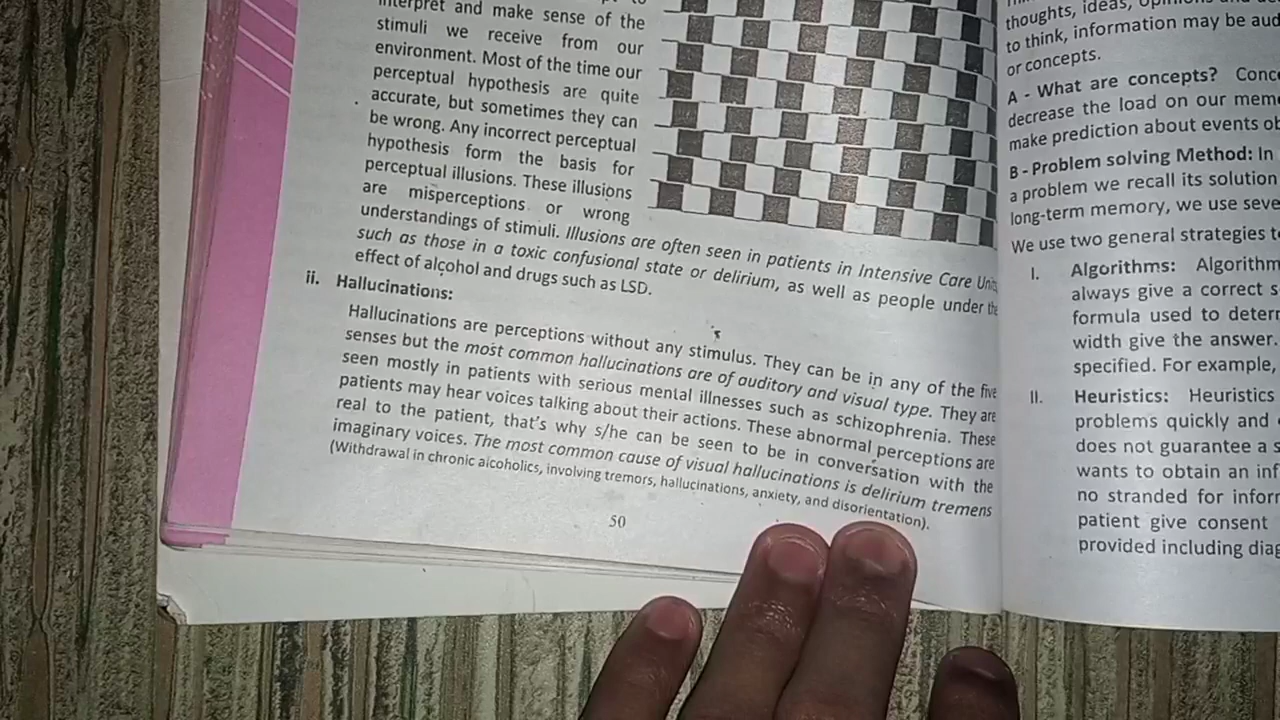 interpret and make sense of the
stimuli we receive from our
environment. Most of the time our
perceptual hypothesis are quite
accurate, but sometimes they can
be wrong. Any incorrect perceptual
hypothesis form the basis for
perceptual illusions. These illusions
are misperceptions or wrong
understandings of stimuli. Illusions are often seen in patients in Intensive Care
such as those in a toxic confusional state or delirium, as well as people under the
effect of alcohol and drugs such as LSD.
ii. Hallucinations:
Hallucinations are perceptions without any stimulus. They can be in any of the five
senses but the most common hallucinations are of auditory and visual type. They are
seen mostly in patients with serious mental illnesses such as schizophrenia. These
patients may hear voices talking about their actions. These abnormal perceptions are
real to the patient, that's why s/he can be seen to be in conversation with the
imaginary voices. The most common cause of visual hallucinations is delirium tremens
(Withdrawal in chronic alcoholics, involving tremors, hallucinations, anxiety, and disorientation).
50
thoughts, ideas,
to think, information may be
or concepts.
A - What are concepts?
decrease the load on our
make prediction about events
B - Problem solving Method: In
a problem we recall its solution
long-term memory, we use
We use two general strategies
I. Algorithms:
always give a correct
formula used to
width give the answer.
specified. For example,
II. Heuristics: Heuristics
problems quickly and
does not guarantee a
wants to obtain an
no stranded for
patient give consent
provided including